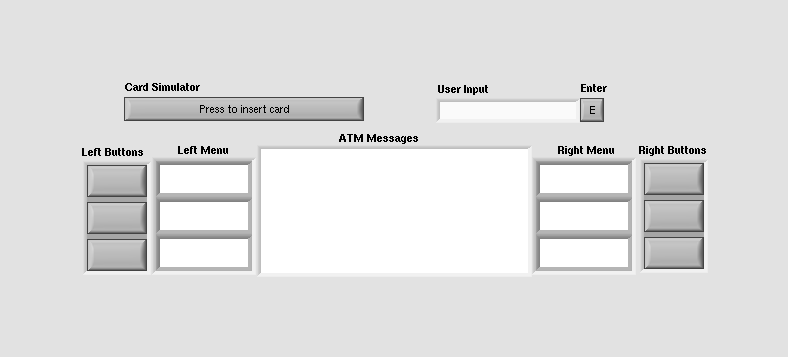 Card Simulator
Press to insert card
User Input
Enter
E
ATM Messages
Left Buttons
Left Menu
Right Menu
Right Buttons